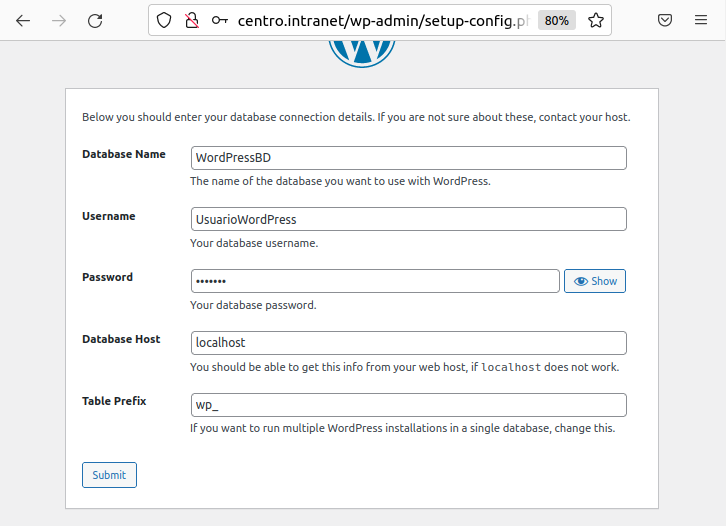 centro.intranet/wp-admin/setup-config.ph 80%
Below you should enter your database connection details. If you are not sure about these, contact your host.
Database Name WordPressBD
The name of the database you want to use with WordPress.
Username UsuarioWordPress
Your database username.
Password ••••••• Show
Your database password.
Database Host localhost
You should be able to get this info from your web host, if localhost does not work.
Table Prefix wp_
If you want to run multiple WordPress installations in a single database, change this.
Submit